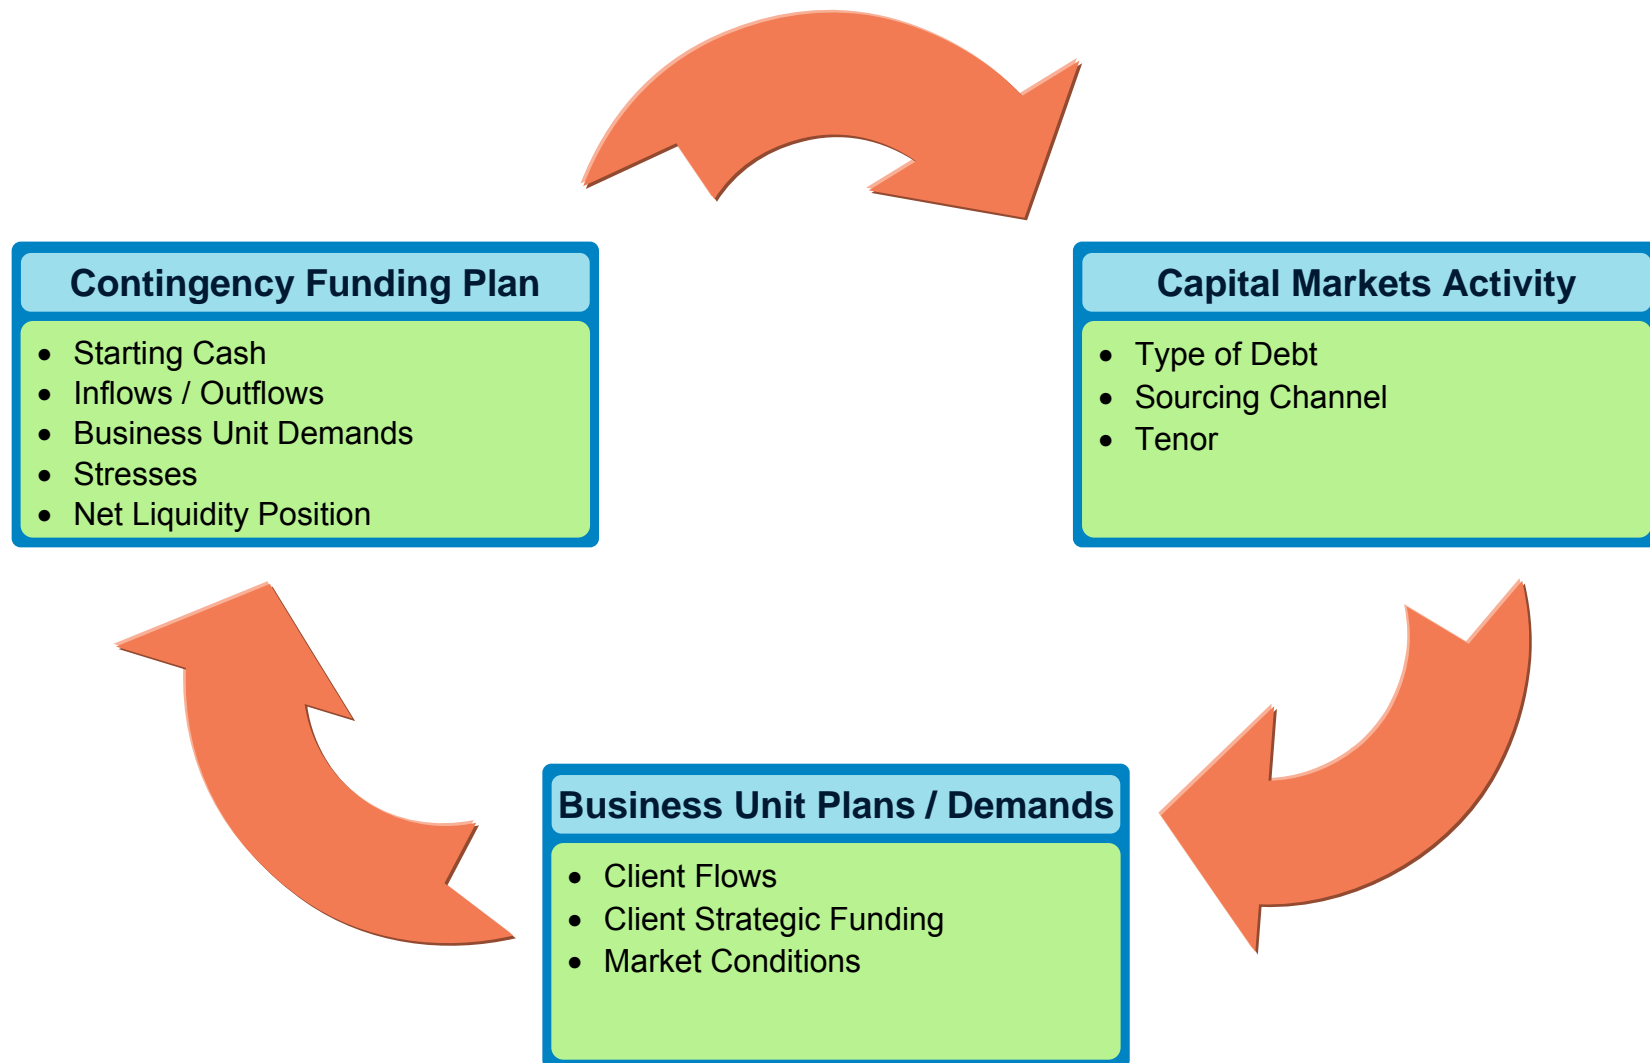 Contingency Funding Plan
• Starting Cash
• Inflows / Outflows
• Business Unit Demands
• Stresses
• Net Liquidity Position
Capital Markets Activity
• Type of Debt
• Sourcing Channel
• Tenor
Business Unit Plans / Demands
• Client Flows
• Client Strategic Funding
• Market Conditions